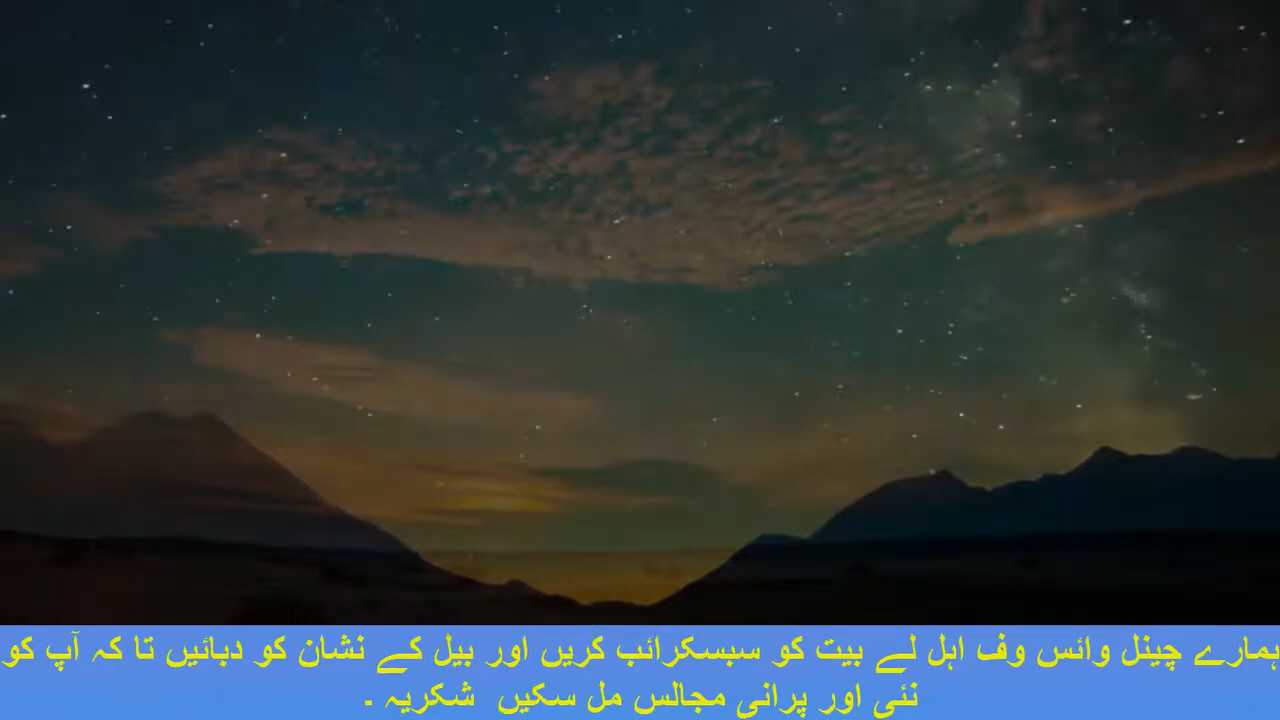 ہمارے چینل وائس وف اہل لے بیت کو سبسکرائب کریں اور بیل کے نشان کو دبائیں تا کہ آپ کو
نئی اور پرانی مجالس مل سکیں شکریہ ۔